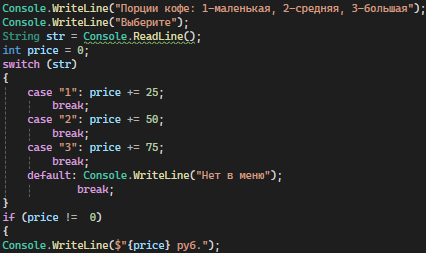 Console.WriteLine("Порции кофе: 1-маленькая, 2-средняя, 3-большая");
Console.WriteLine("Выберите");
String str = Console.ReadLine();
int price = 0;
switch (str)
{
    case "1": price += 25;
        break;
    case "2": price += 50;
        break;
    case "3": price += 75;
        break;
    default: Console.WriteLine("Нет в меню");
            break;
}
if (price !=  0)
{
Console.WriteLine($"{price} руб.");